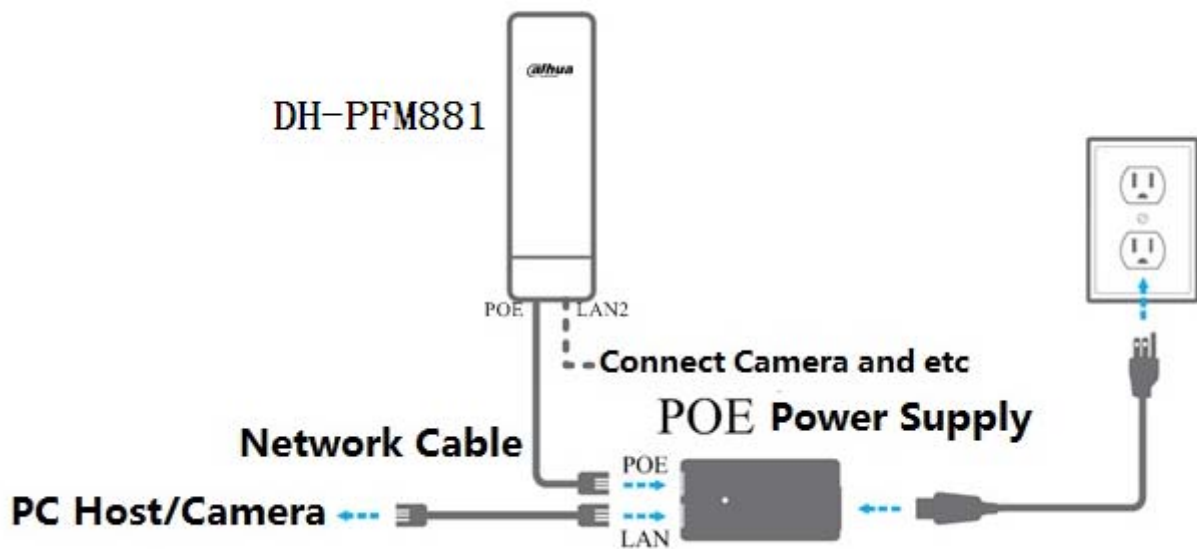 alhua
DH-PFM881
POE
LAN2
Connect Camera and etc
POE Power Supply
Network Cable
POE
PC Host/Camera
LAN